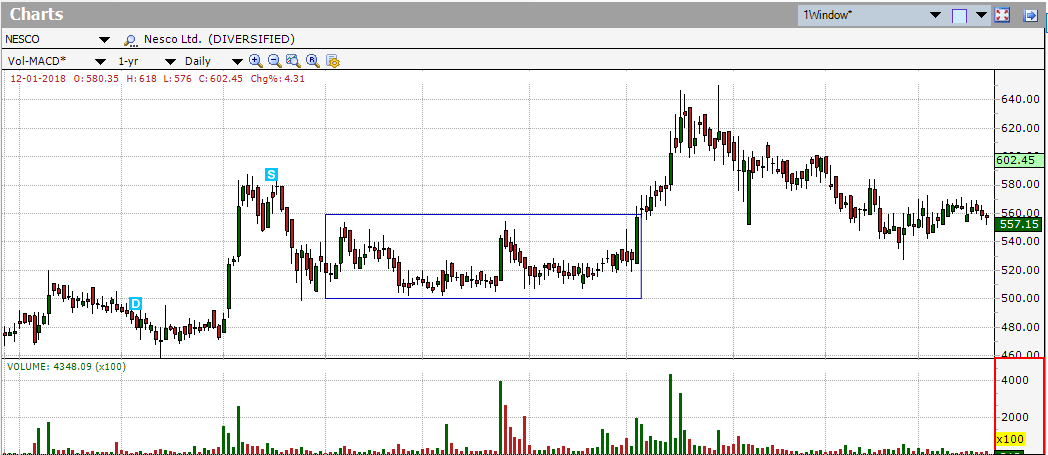 Charts 1Window*
NESCO Nesco Ltd. (DIVERSIFIED)
Vol-MACD* 1-yr Daily
12-01-2018 O: 580.35 H: 618 L: 576 C: 602.45 Chg%: 4.31
640.00
620.00
602.45
580.00
560.00
557.15
540.00
520.00
500.00
480.00
460.00
S
D
VOLUME: 4348.09 (x100)
4000
2000
x100